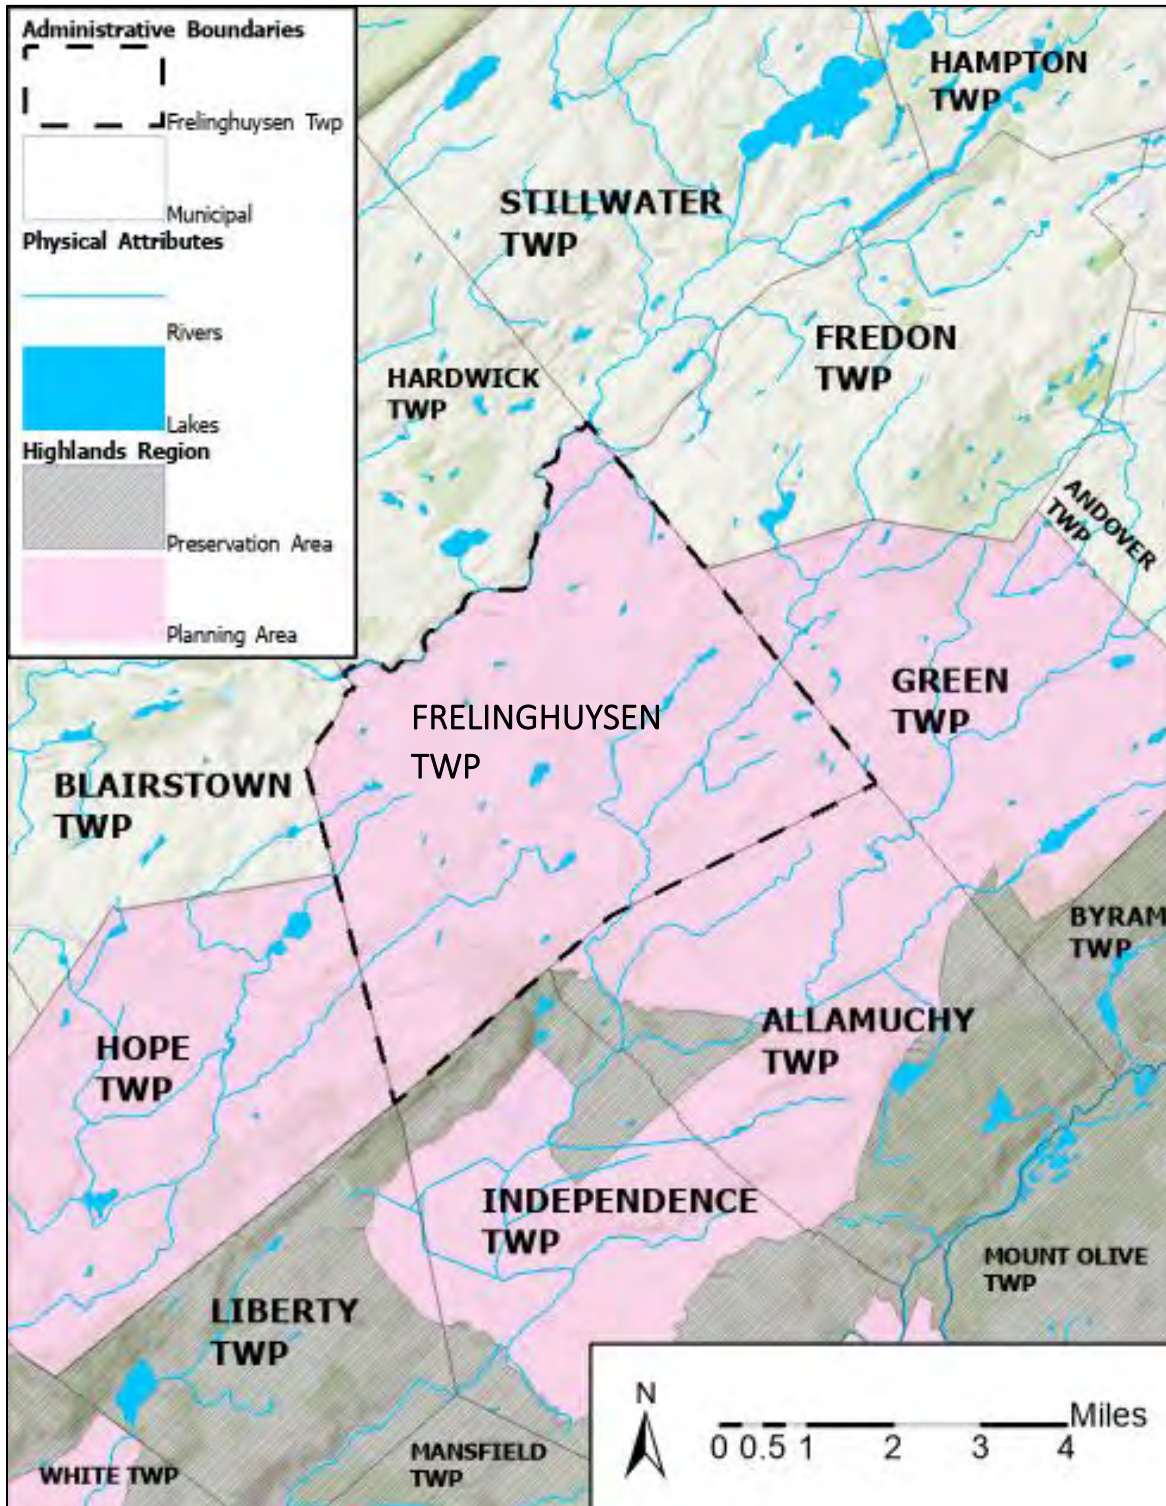 Administrative Boundaries
Frelinghuysen Twp
Municipal
Physical Attributes
Rivers
Lakes
Highlands Region
Preservation Area
Planning Area
HAMPTON
TWP
STILLWATER
TWP
FREDON
TWP
HARDWICK
TWP
ANDOVER
TWP
GREEN
TWP
FRELINGHUYSEN
TWP
BLAIRSTOWN
TWP
BYRAM
TWP
ALLAMUCHY
TWP
HOPE
TWP
INDEPENDENCE
TWP
MOUNT OLIVE
TWP
LIBERTY
TWP
MANSFIELD
TWP
WHITE TWP
N
Miles
0 0.5 1 2 3 4